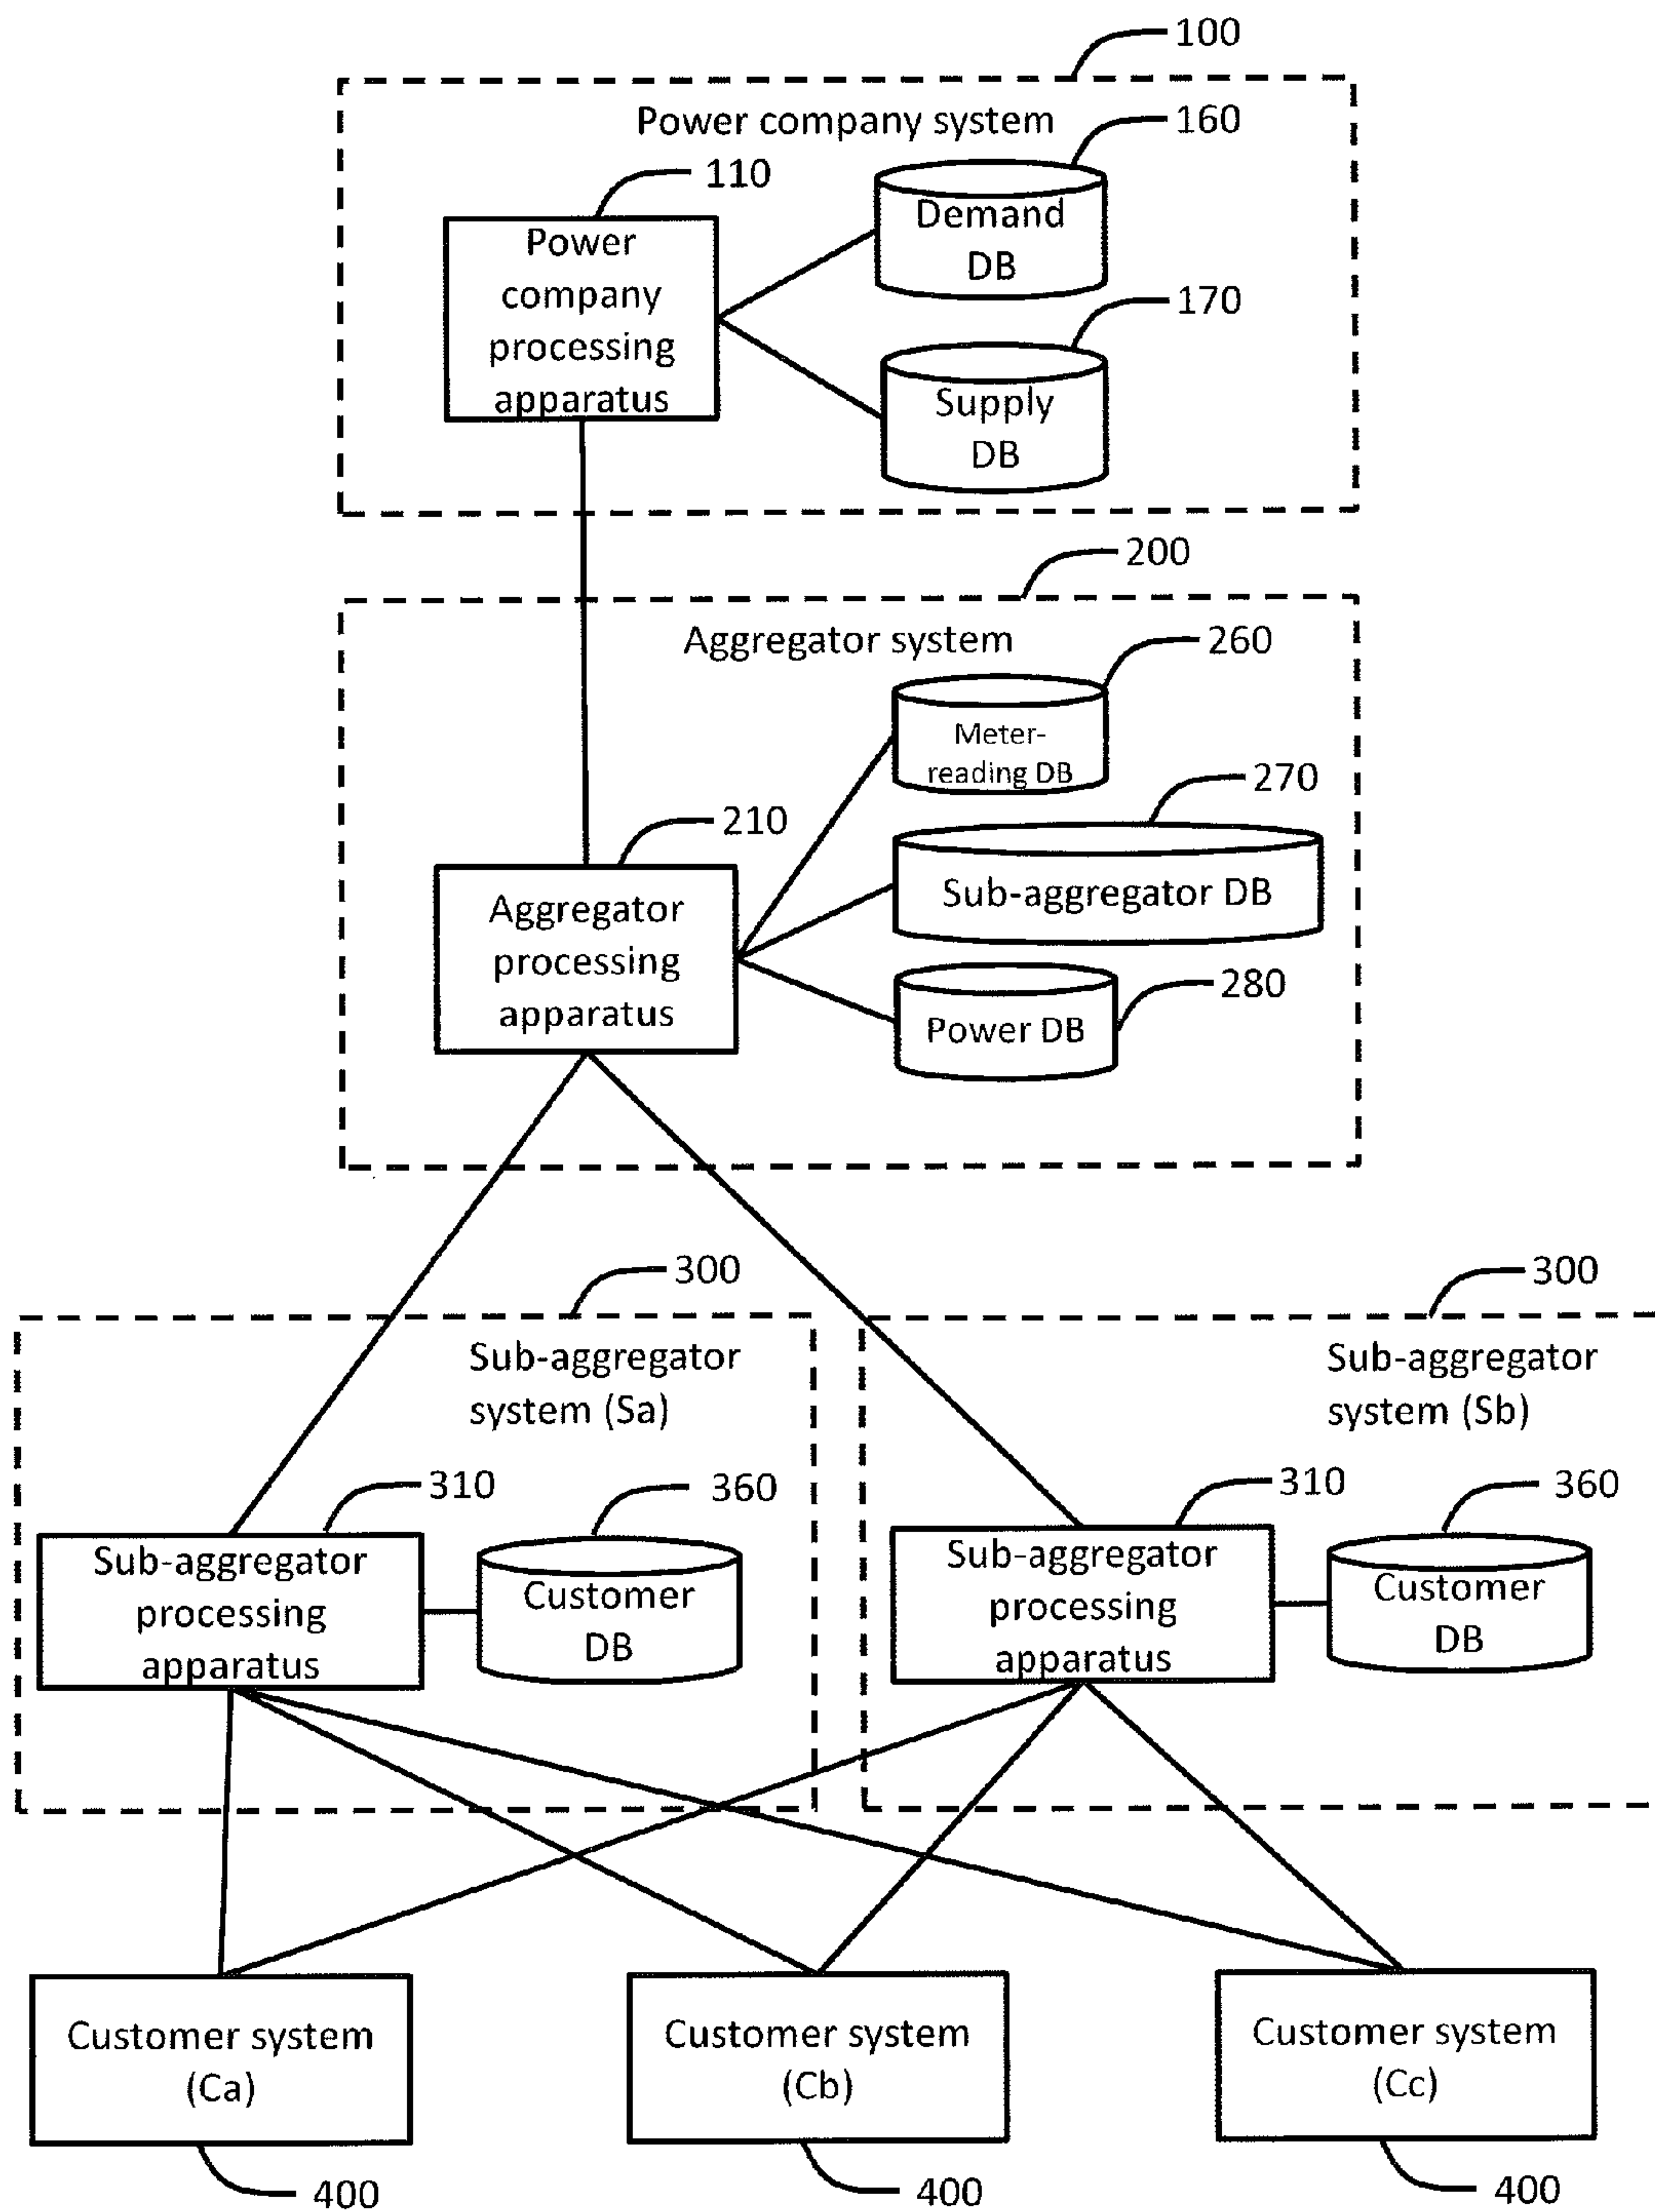 100
Power company system
160
110
Demand
DB
Power
company
processing
apparatus
170
Supply
DB
200
Aggregator system
260
Meter-
reading DB
270
210
Sub-aggregator DB
Aggregator
processing
apparatus
280
Power DB
300
300
Sub-aggregator
system (Sa)
Sub-aggregator
system (Sb)
310
360
310
360
Sub-aggregator
processing
apparatus
Customer
DB
Sub-aggregator
processing
apparatus
Customer
DB
Customer system
(Ca)
Customer system
(Cb)
Customer system
(Cc)
400
400
400